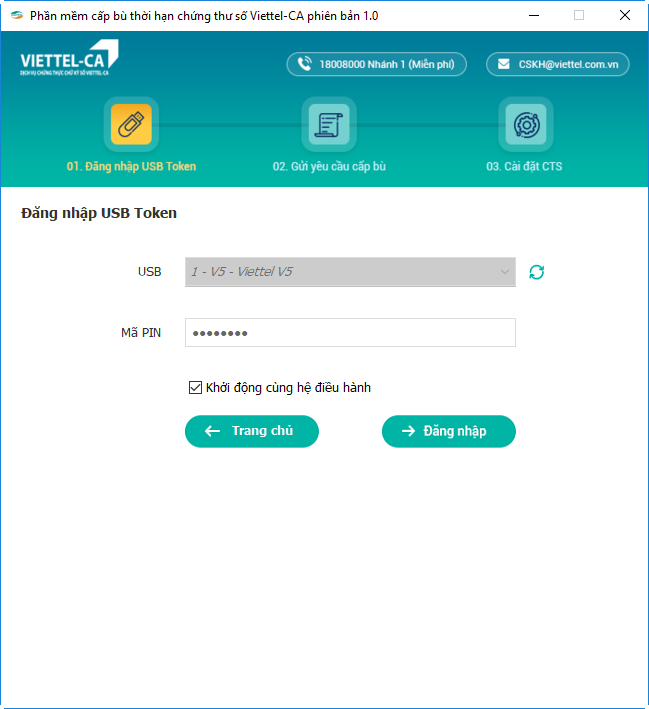 Phần mềm cấp bù thời hạn chứng thư số Viettel-CA phiên bản 1.0
VIETTEL-CA
DỊCH VỤ CHỨNG THỰC CHỮ KÝ SỐ VIETTEL-CA
18008000 Nhánh 1 (Miễn phí)
CSKH@viettel.com.vn
01. Đăng nhập USB Token
02. Gửi yêu cầu cấp bù
03. Cài đặt CTS
Đăng nhập USB Token
USB
1 - V5 - Viettel V5
Mã PIN
Khởi động cùng hệ điều hành
Trang chủ
Đăng nhập